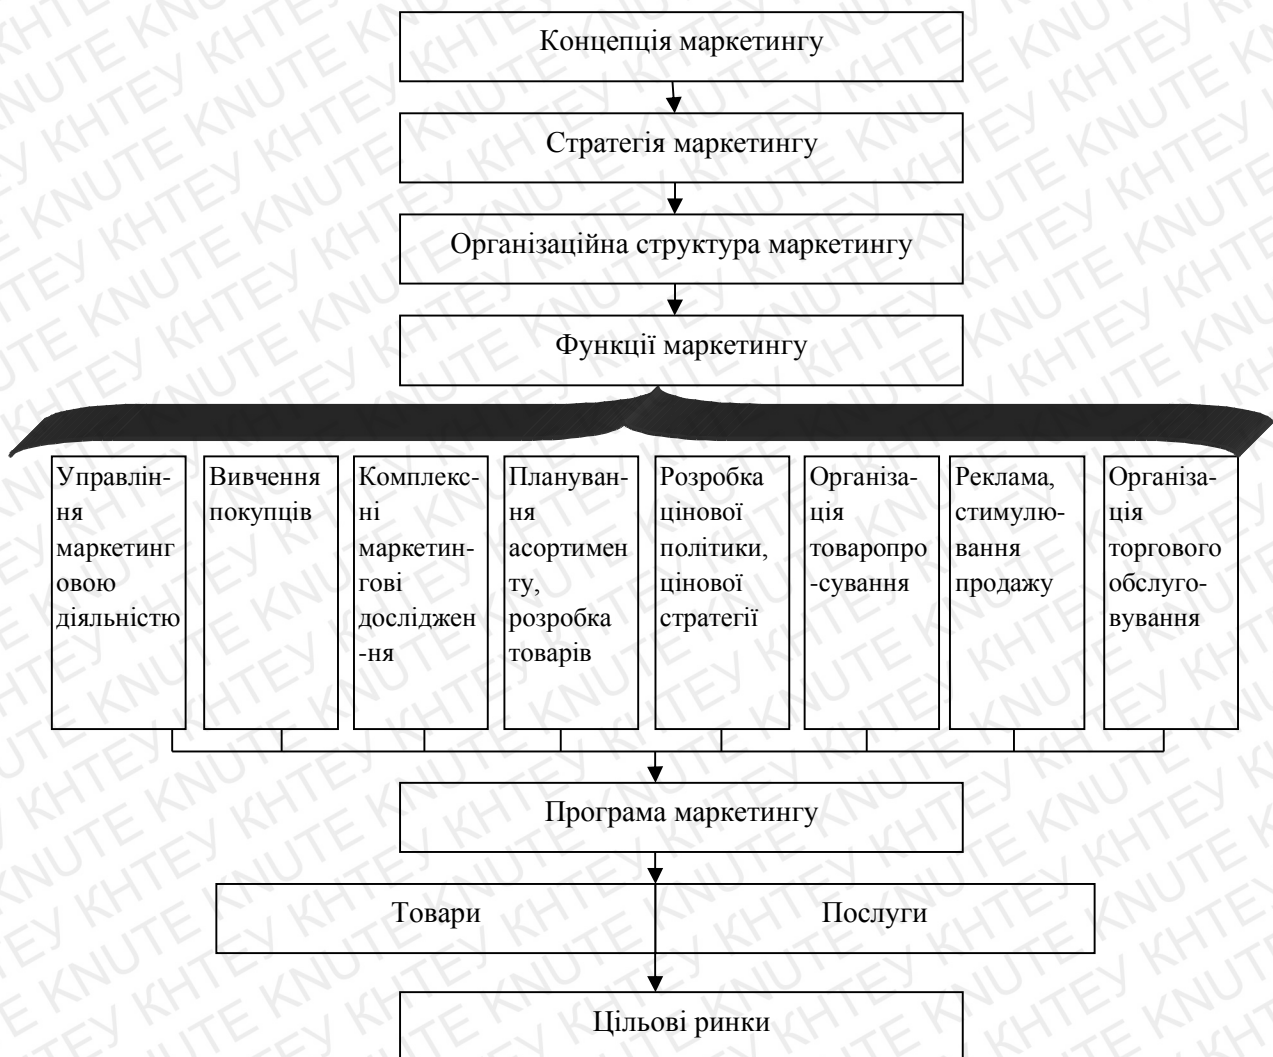 Концепція маркетингу
Стратегія маркетингу
Організаційна структура маркетингу
Функції маркетингу
Управлін-
ня
маркетинг
овою
діяльністю
Вивчення
покупців
Комплекс-
ні
маркетин-
гові
дослідžен
-ня
Плануван-
ня
асортимен
ту,
розробка
товарів
Розробка
цінової
політики,
цінової
стратегії
Організа-
ція
товаропро
-сування
Реклама,
стимулю-
вання
продажу
Організа-
ція
торгового
обслуго-
вування
Програма маркетингу
Товари
Послуги
Цільові ринки